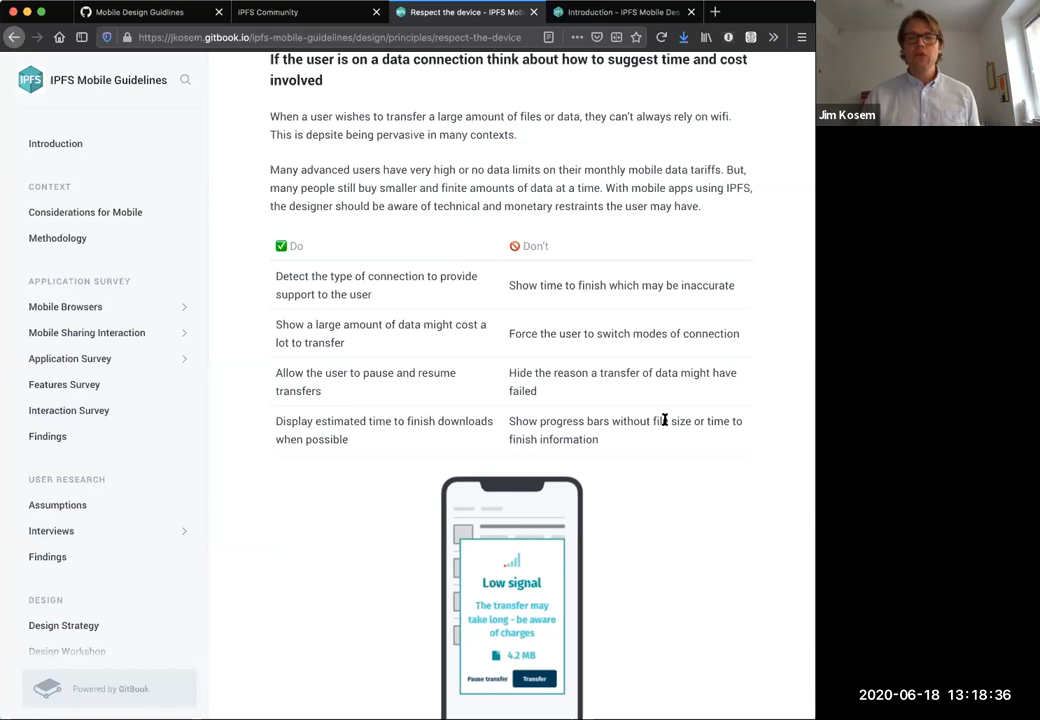 Mobile Design Guidlines
IPFS Community
Respect the device - IPFS Mob
Introduction - IPFS Mobile Des
https://jkosem.gitbook.io/ipfs-mobile-guidelines/design/principles/respect-the-device
IPFS
IPFS Mobile Guidelines
Introduction
CONTEXT
Considerations for Mobile
Methodology
APPLICATION SURVEY
Mobile Browsers
Mobile Sharing Interaction
Application Survey
Features Survey
Interaction Survey
Findings
USER RESEARCH
Assumptions
Interviews
Findings
DESIGN
Design Strategy
Design Workshop
Powered by GitBook
If the user is on a data connection think about how to suggest time and cost
involved
When a user wishes to transfer a large amount of files or data, they can't always rely on wifi.
This is depsite being pervasive in many contexts.
Many advanced users have very high or no data limits on their monthly mobile data tariffs. But,
many people still buy smaller and finite amounts of data at a time. With mobile apps using IPFS,
the designer should be aware of technical and monetary restraints the user may have.
Do
Don't
Detect the type of connection to provide
support to the user
Show time to finish which may be inaccurate
Show a large amount of data might cost a
lot to transfer
Force the user to switch modes of connection
Allow the user to pause and resume
transfers
Hide the reason a transfer of data might have
failed
Display estimated time to finish downloads
when possible
Show progress bars without file size or time to
finish information
Low signal
The transfer may
take long - be aware
of charges
4.2 MB
Pause transfer
Transfer
Jim Kosem
2020-06-18 13:18:36